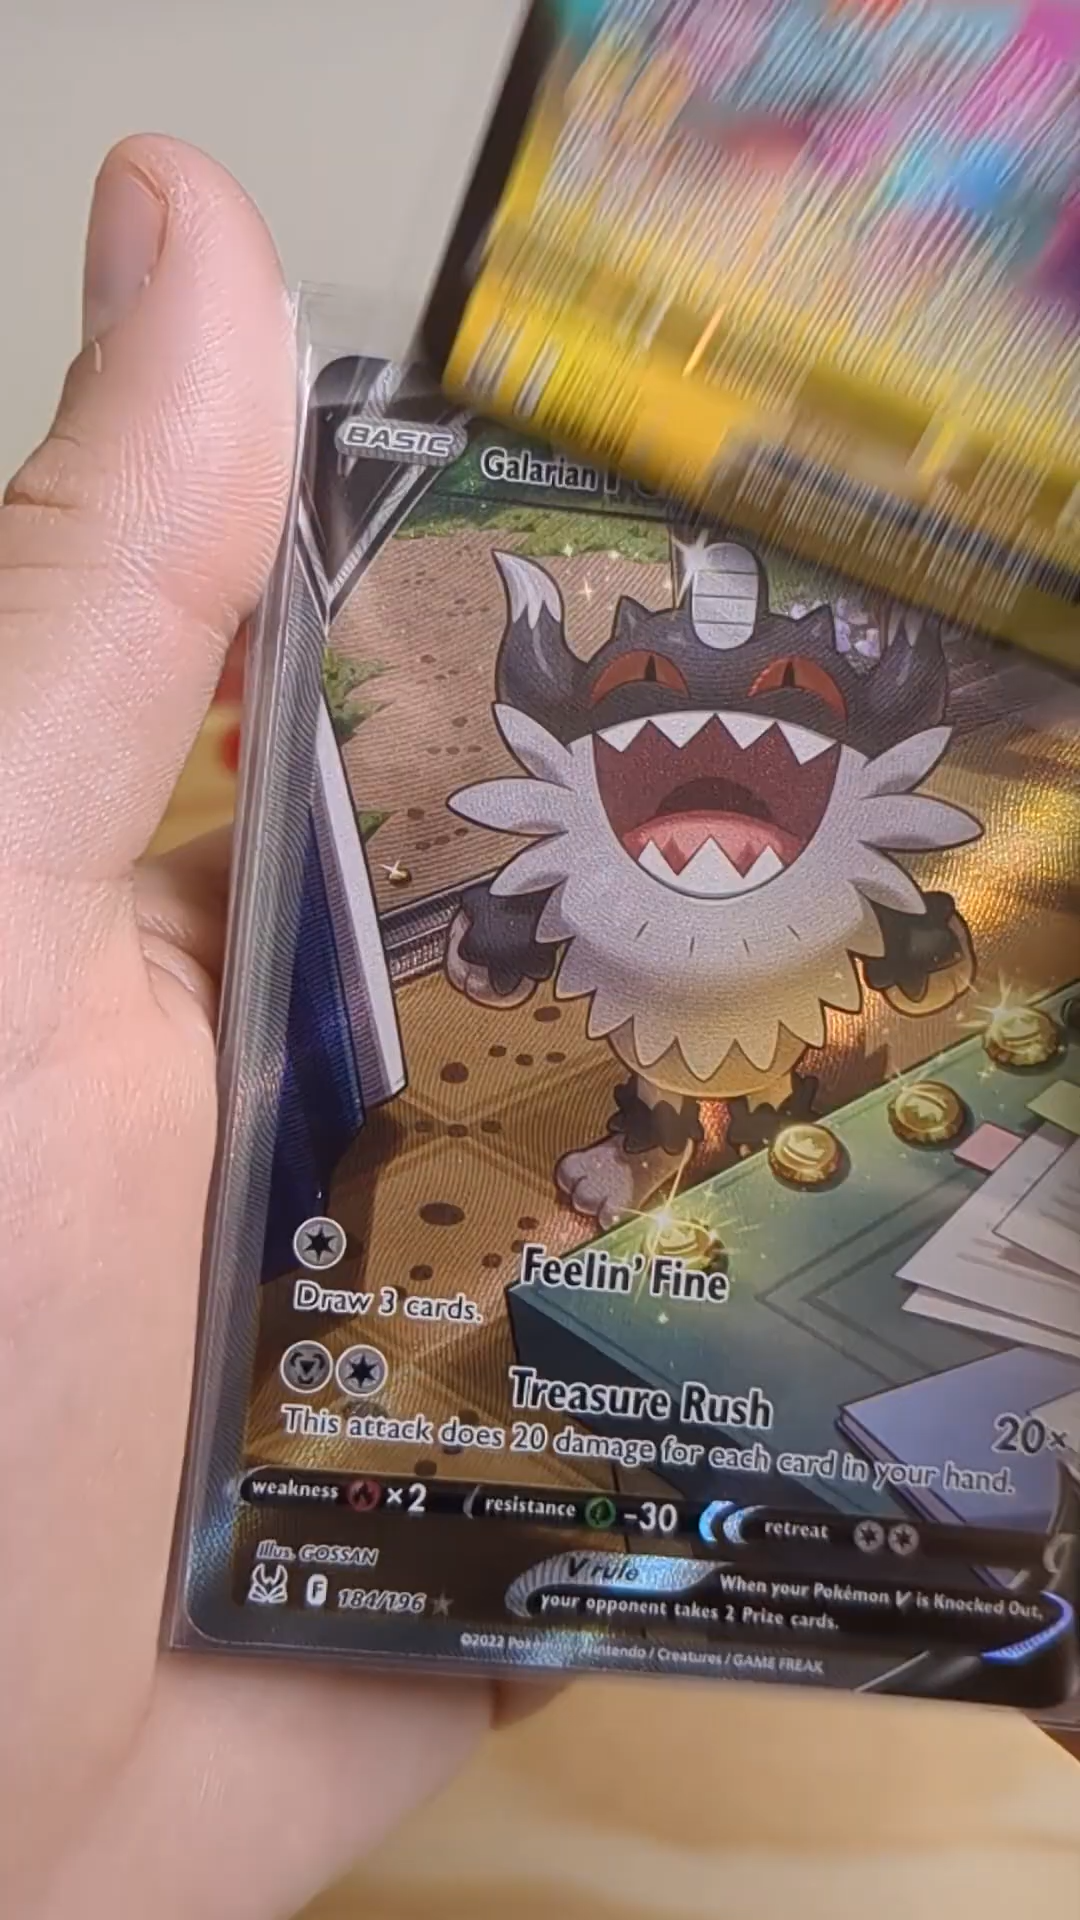 BASIC
Galarian
Feelin' Fine
Draw 3 cards.
Treasure Rush 20×
This attack does 20 damage for each card in your hand.
weakness ×2 resistance -30 retreat
Illus. GOSSAN
V rule
When your Pokémon V is Knocked Out,
your opponent takes 2 Prize cards.
F 184/196
©2022 Pokémon / Nintendo / Creatures / GAME FREAK